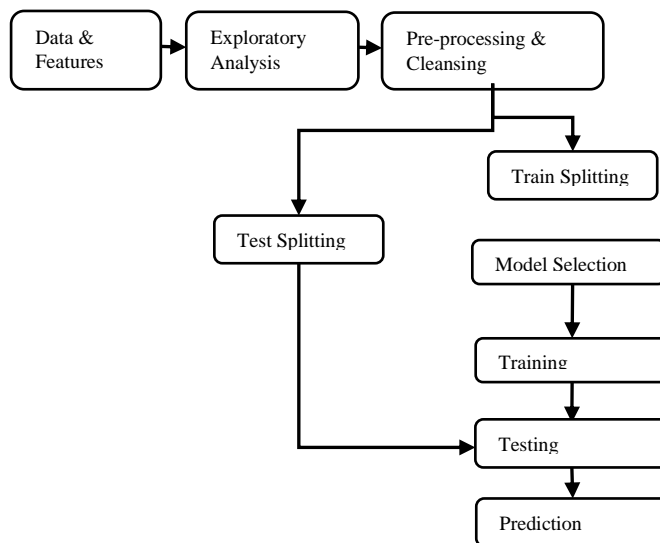 Data &
Features
Exploratory
Analysis
Pre-processing &
Cleansing
Train Splitting
Test Splitting
Model Selection
Training
Testing
Prediction